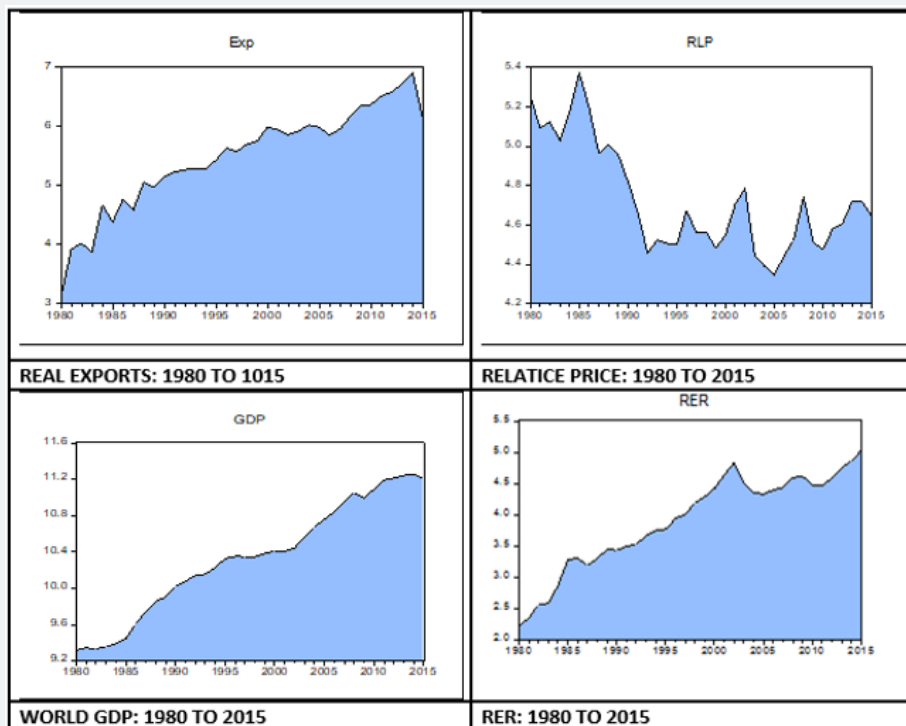 Exp
7
6
5
4
3
1980 1985 1990 1995 2000 2005 2010 2015
RLP
5.4
5.2
5.0
4.8
4.6
4.4
4.2
1980 1985 1990 1995 2000 2005 2010 2015
REAL EXPORTS: 1980 TO 1015
RELATICE PRICE: 1980 TO 2015
GDP
11.6
11.2
10.8
10.4
10.0
9.6
9.2
1980 1985 1990 1995 2000 2005 2010 2015
RER
5.5
5.0
4.5
4.0
3.5
3.0
2.5
2.0
1980 1985 1990 1995 2000 2005 2010 2015
WORLD GDP: 1980 TO 2015
RER: 1980 TO 2015